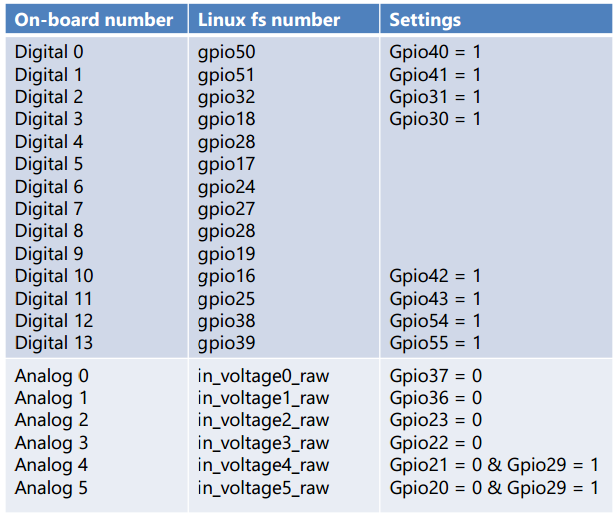 On-board number Linux fs number Settings
Digital 0 gpio50 Gpio40 = 1
Digital 1 gpio51 Gpio41 = 1
Digital 2 gpio32 Gpio31 = 1
Digital 3 gpio18 Gpio30 = 1
Digital 4 gpio28
Digital 5 gpio17
Digital 6 gpio24
Digital 7 gpio27
Digital 8 gpio28
Digital 9 gpio19
Digital 10 gpio16 Gpio42 = 1
Digital 11 gpio25 Gpio43 = 1
Digital 12 gpio38 Gpio54 = 1
Digital 13 gpio39 Gpio55 = 1
Analog 0 in_voltage0_raw Gpio37 = 0
Analog 1 in_voltage1_raw Gpio36 = 0
Analog 2 in_voltage2_raw Gpio23 = 0
Analog 3 in_voltage3_raw Gpio22 = 0
Analog 4 in_voltage4_raw Gpio21 = 0 & Gpio29 = 1
Analog 5 in_voltage5_raw Gpio20 = 0 & Gpio29 = 1